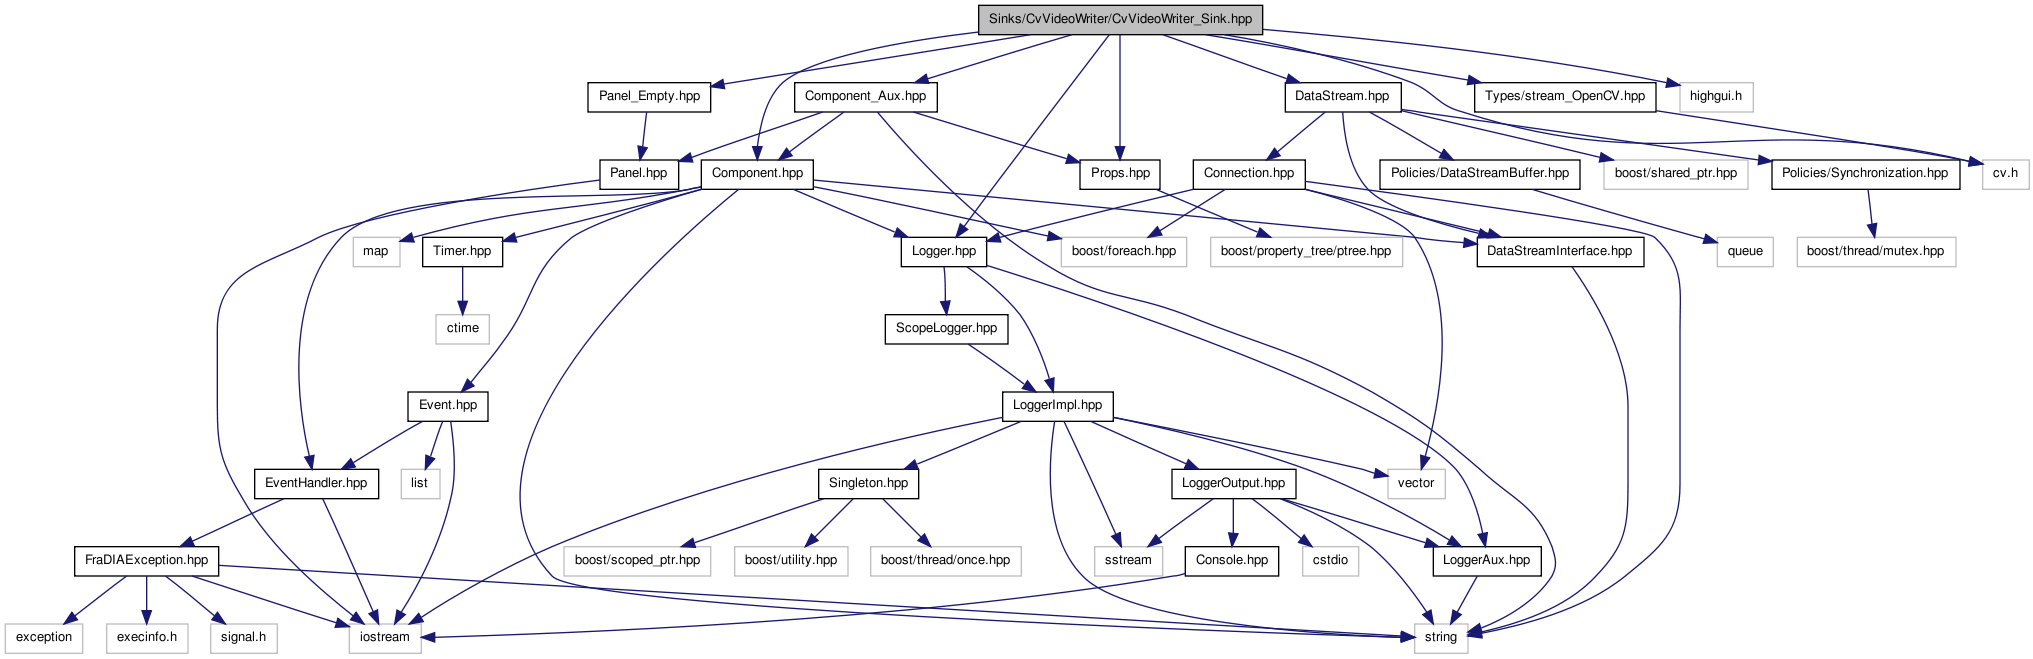 Sinks/CvVideoWriter/CvVideoWriter_Sink.hpp
Panel_Empty.hpp
Component_Aux.hpp
DataStream.hpp
Types/stream_OpenCV.hpp
highgui.h
Panel.hpp
Component.hpp
Props.hpp
Connection.hpp
Policies/DataStreamBuffer.hpp
boost/shared_ptr.hpp
Policies/Synchronization.hpp
cv.h
map
Timer.hpp
Logger.hpp
boost/foreach.hpp
boost/property_tree/ptree.hpp
DataStreamInterface.hpp
queue
boost/thread/mutex.hpp
ctime
ScopeLogger.hpp
Event.hpp
LoggerImpl.hpp
EventHandler.hpp
list
Singleton.hpp
LoggerOutput.hpp
vector
FraDIAException.hpp
boost/scoped_ptr.hpp
boost/utility.hpp
boost/thread/once.hpp
sstream
Console.hpp
cstdio
LoggerAux.hpp
exception
execinfo.h
signal.h
iostream
string